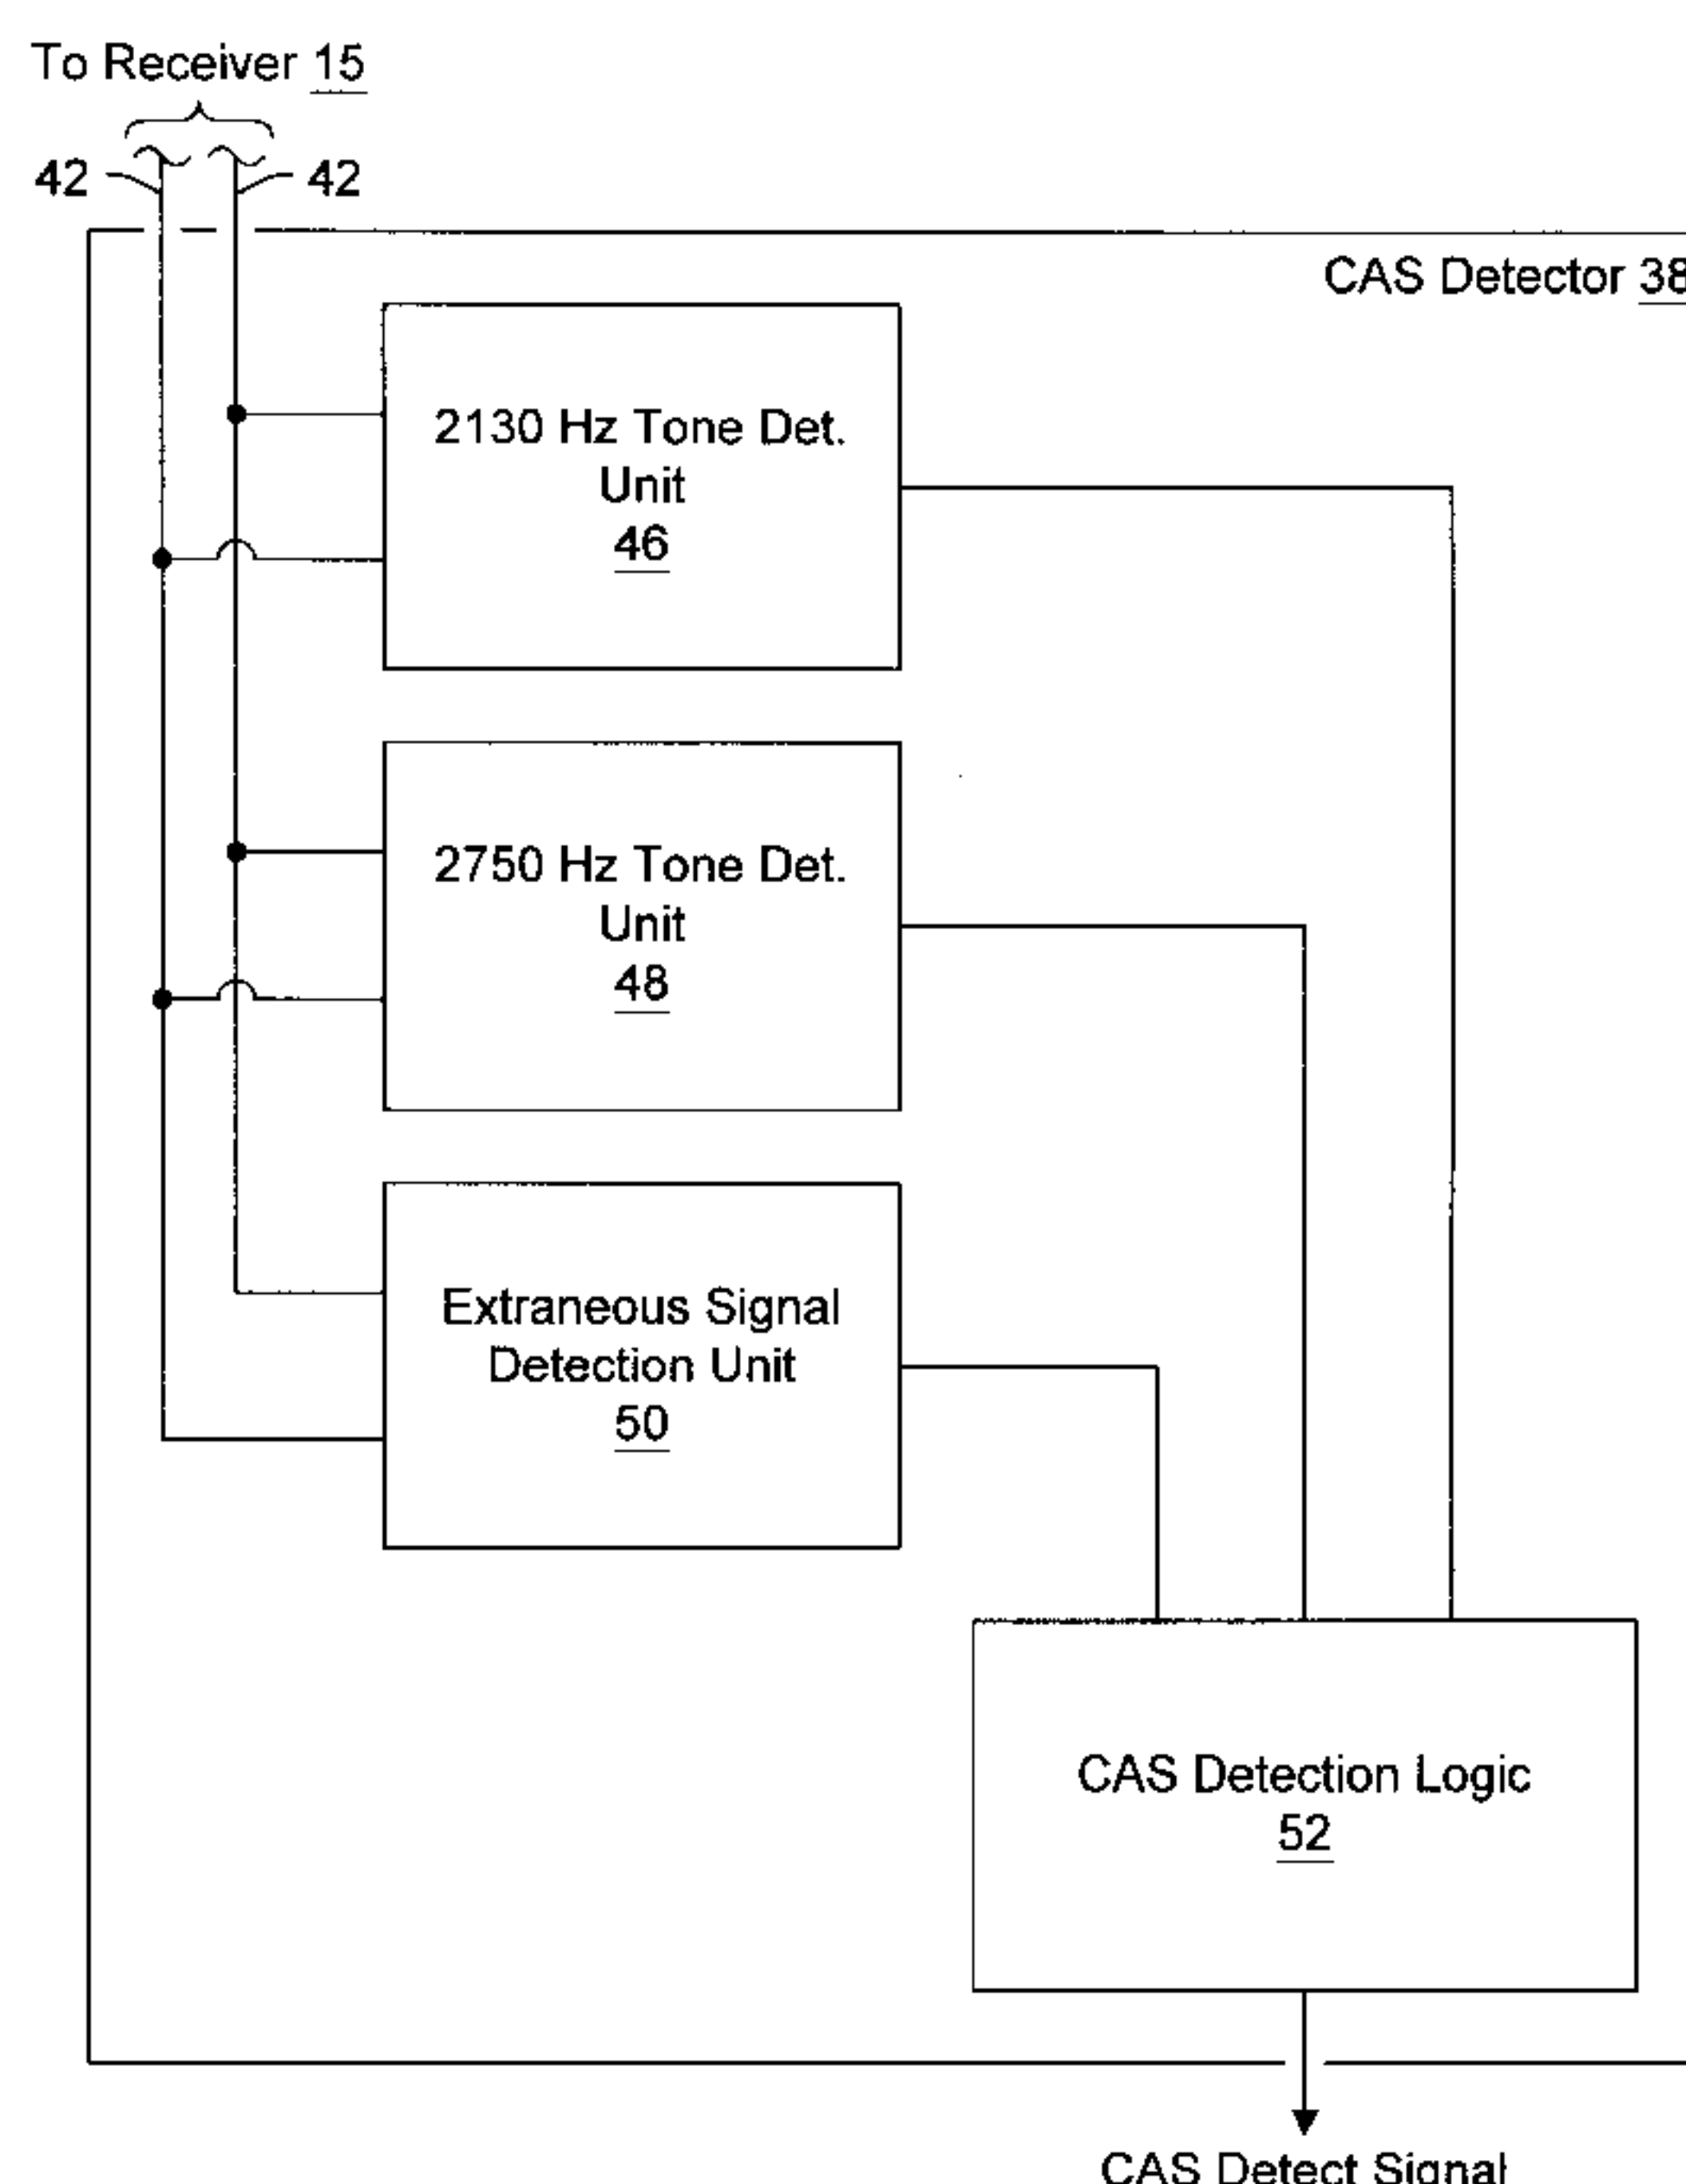 To Receiver 15
42
42
CAS Detector 38
2130 Hz Tone Det.
Unit
46
2750 Hz Tone Det.
Unit
48
Extraneous Signal
Detection Unit
50
CAS Detection Logic
52
CAS Detect Signal